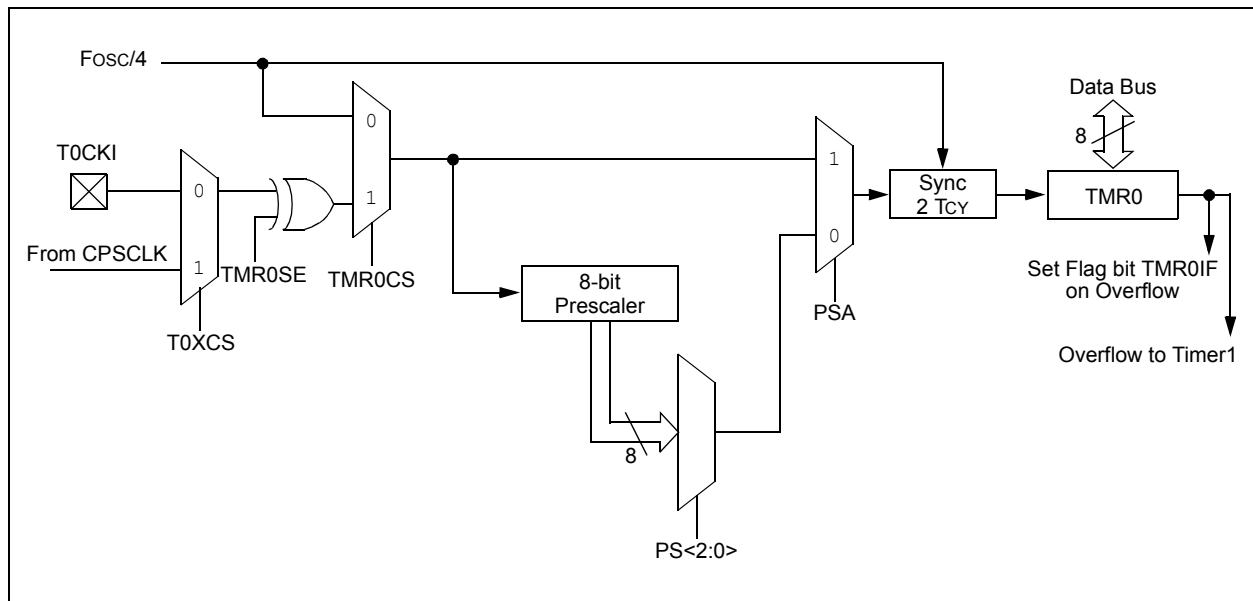 FOSC/4
Data Bus
8
0
T0CKI
0
1
1
Sync
2 TCY
TMR0
From CPSCLK
1
TMR0SE
TMR0CS
0
8-bit
Prescaler
PSA
Set Flag bit TMR0IF
on Overflow
T0XCS
Overflow to Timer1
8
PS<2:0>